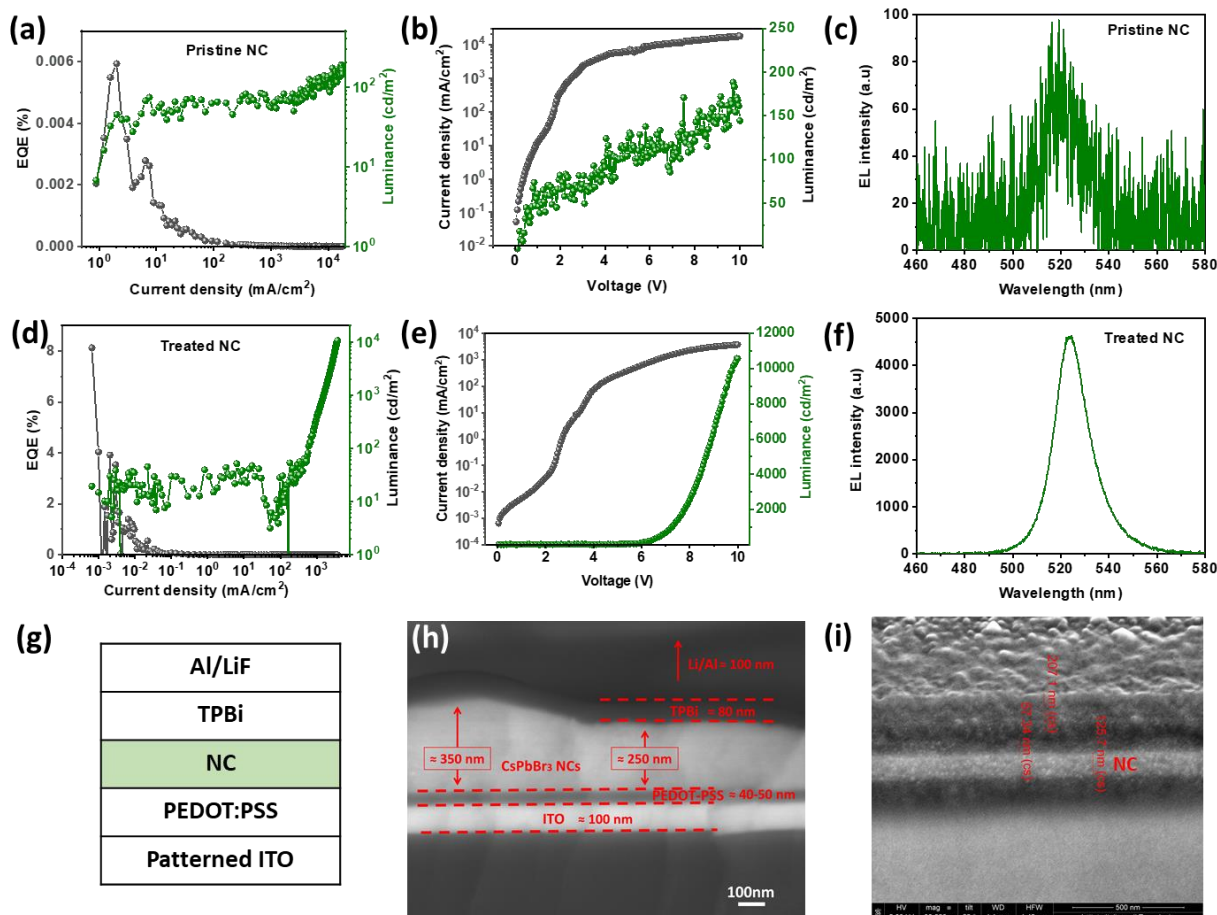 (a)
Pristine NC
EQE (%)
0.006
0.004
0.002
0.000
10⁰ 10¹ 10² 10³ 10⁴
Current density (mA/cm²)
10² 10¹ 10⁰
Luminance (cd/m²)
(b)
Current density (mA/cm²)
10⁴
10³
10²
10¹
10⁰
10⁻¹
10⁻²
0 2 4 6 8 10
Voltage (V)
250
200
150
100
50
Luminance (cd/m²)
(c)
Pristine NC
EL intensity (a.u)
100
80
60
40
20
0
460 480 500 520 540 560 580
Wavelength (nm)
(d)
Treated NC
EQE (%)
8
6
4
2
0
10⁻⁴ 10⁻³ 10⁻² 10⁻¹ 10⁰ 10¹ 10² 10³
Current density (mA/cm²)
10⁴
10³
10²
10¹
10⁰
Luminance (cd/m²)
(e)
Current density (mA/cm²)
10⁴
10³
10²
10¹
10⁰
10⁻¹
10⁻²
10⁻³
10⁻⁴
0 2 4 6 8 10
Voltage (V)
12000
10000
8000
6000
4000
2000
Luminance (cd/m²)
(f)
Treated NC
EL intensity (a.u)
5000
4000
3000
2000
1000
0
460 480 500 520 540 560 580
Wavelength (nm)
(g)
Al/LiF
TPBi
NC
PEDOT:PSS
Patterned ITO
(h)
Li/Al ≈ 100 nm
TPBi ≈ 80 nm
≈ 350 nm
≈ 250 nm
CsPbBr₃ NCs
PEDOT-PSS ≈ 40-50 nm
ITO ≈ 100 nm
100nm
(i)
NC
HV mag tilt WD HFW
500 nm